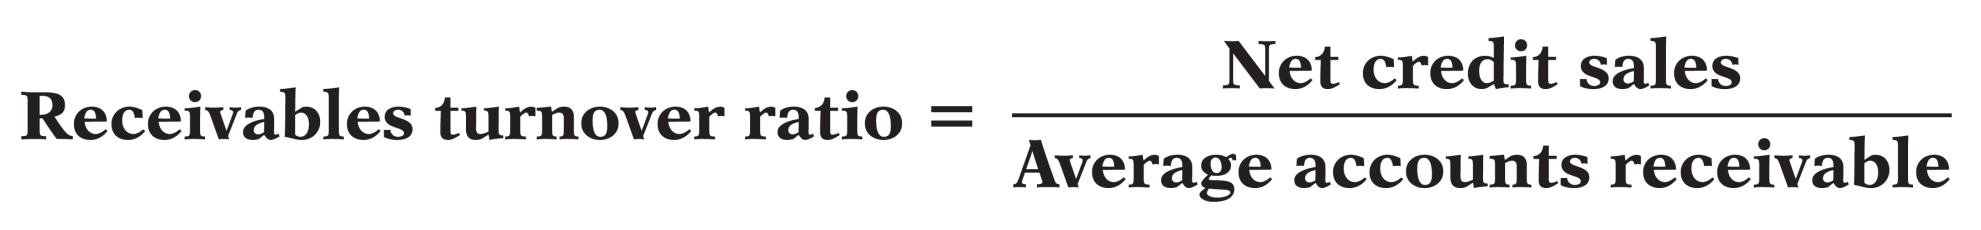 Receivables turnover ratio =
Net credit sales
Average accounts receivable